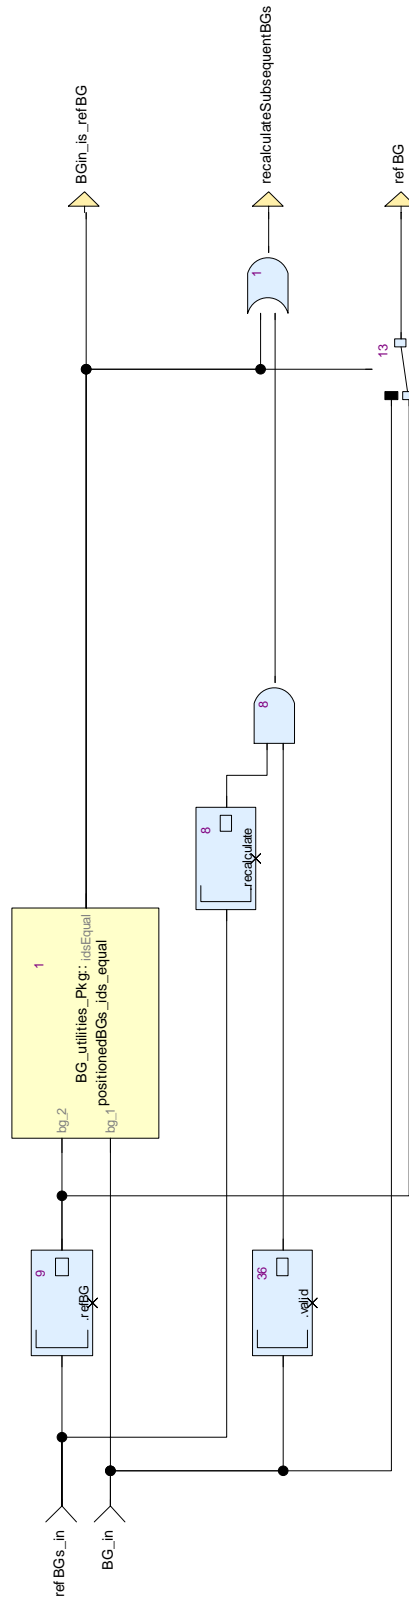 refBGs_in
BG_in
9
.refBG
36
.valid
bg_2
bg_1
1
BG_utilities_Pkg:: idsEqual
positionedBGs_ids_equal
8
.recalculate
8
1
13
BGin_is_refBG
recalculateSubsequentBGs
refBG